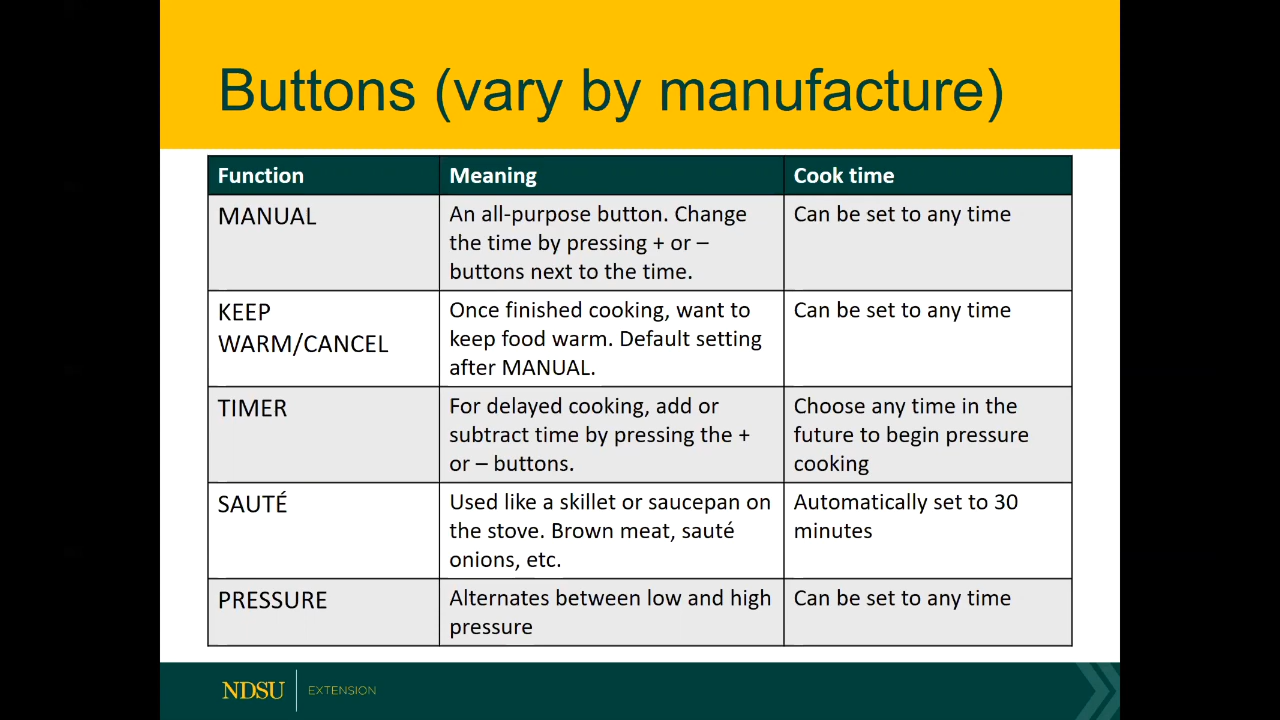 Buttons (vary by manufacture)
Function
Meaning
Cook time
MANUAL
An all-purpose button. Change
the time by pressing + or –
buttons next to the time.
Can be set to any time
KEEP
WARM/CANCEL
Once finished cooking, want to
keep food warm. Default setting
after MANUAL.
Can be set to any time
TIMER
For delayed cooking, add or
subtract time by pressing the +
or – buttons.
Choose any time in the
future to begin pressure
cooking
SAUTÉ
Used like a skillet or saucepan on
the stove. Brown meat, sauté
onions, etc.
Automatically set to 30
minutes
PRESSURE
Alternates between low and high
pressure
Can be set to any time
NDSU
EXTENSION